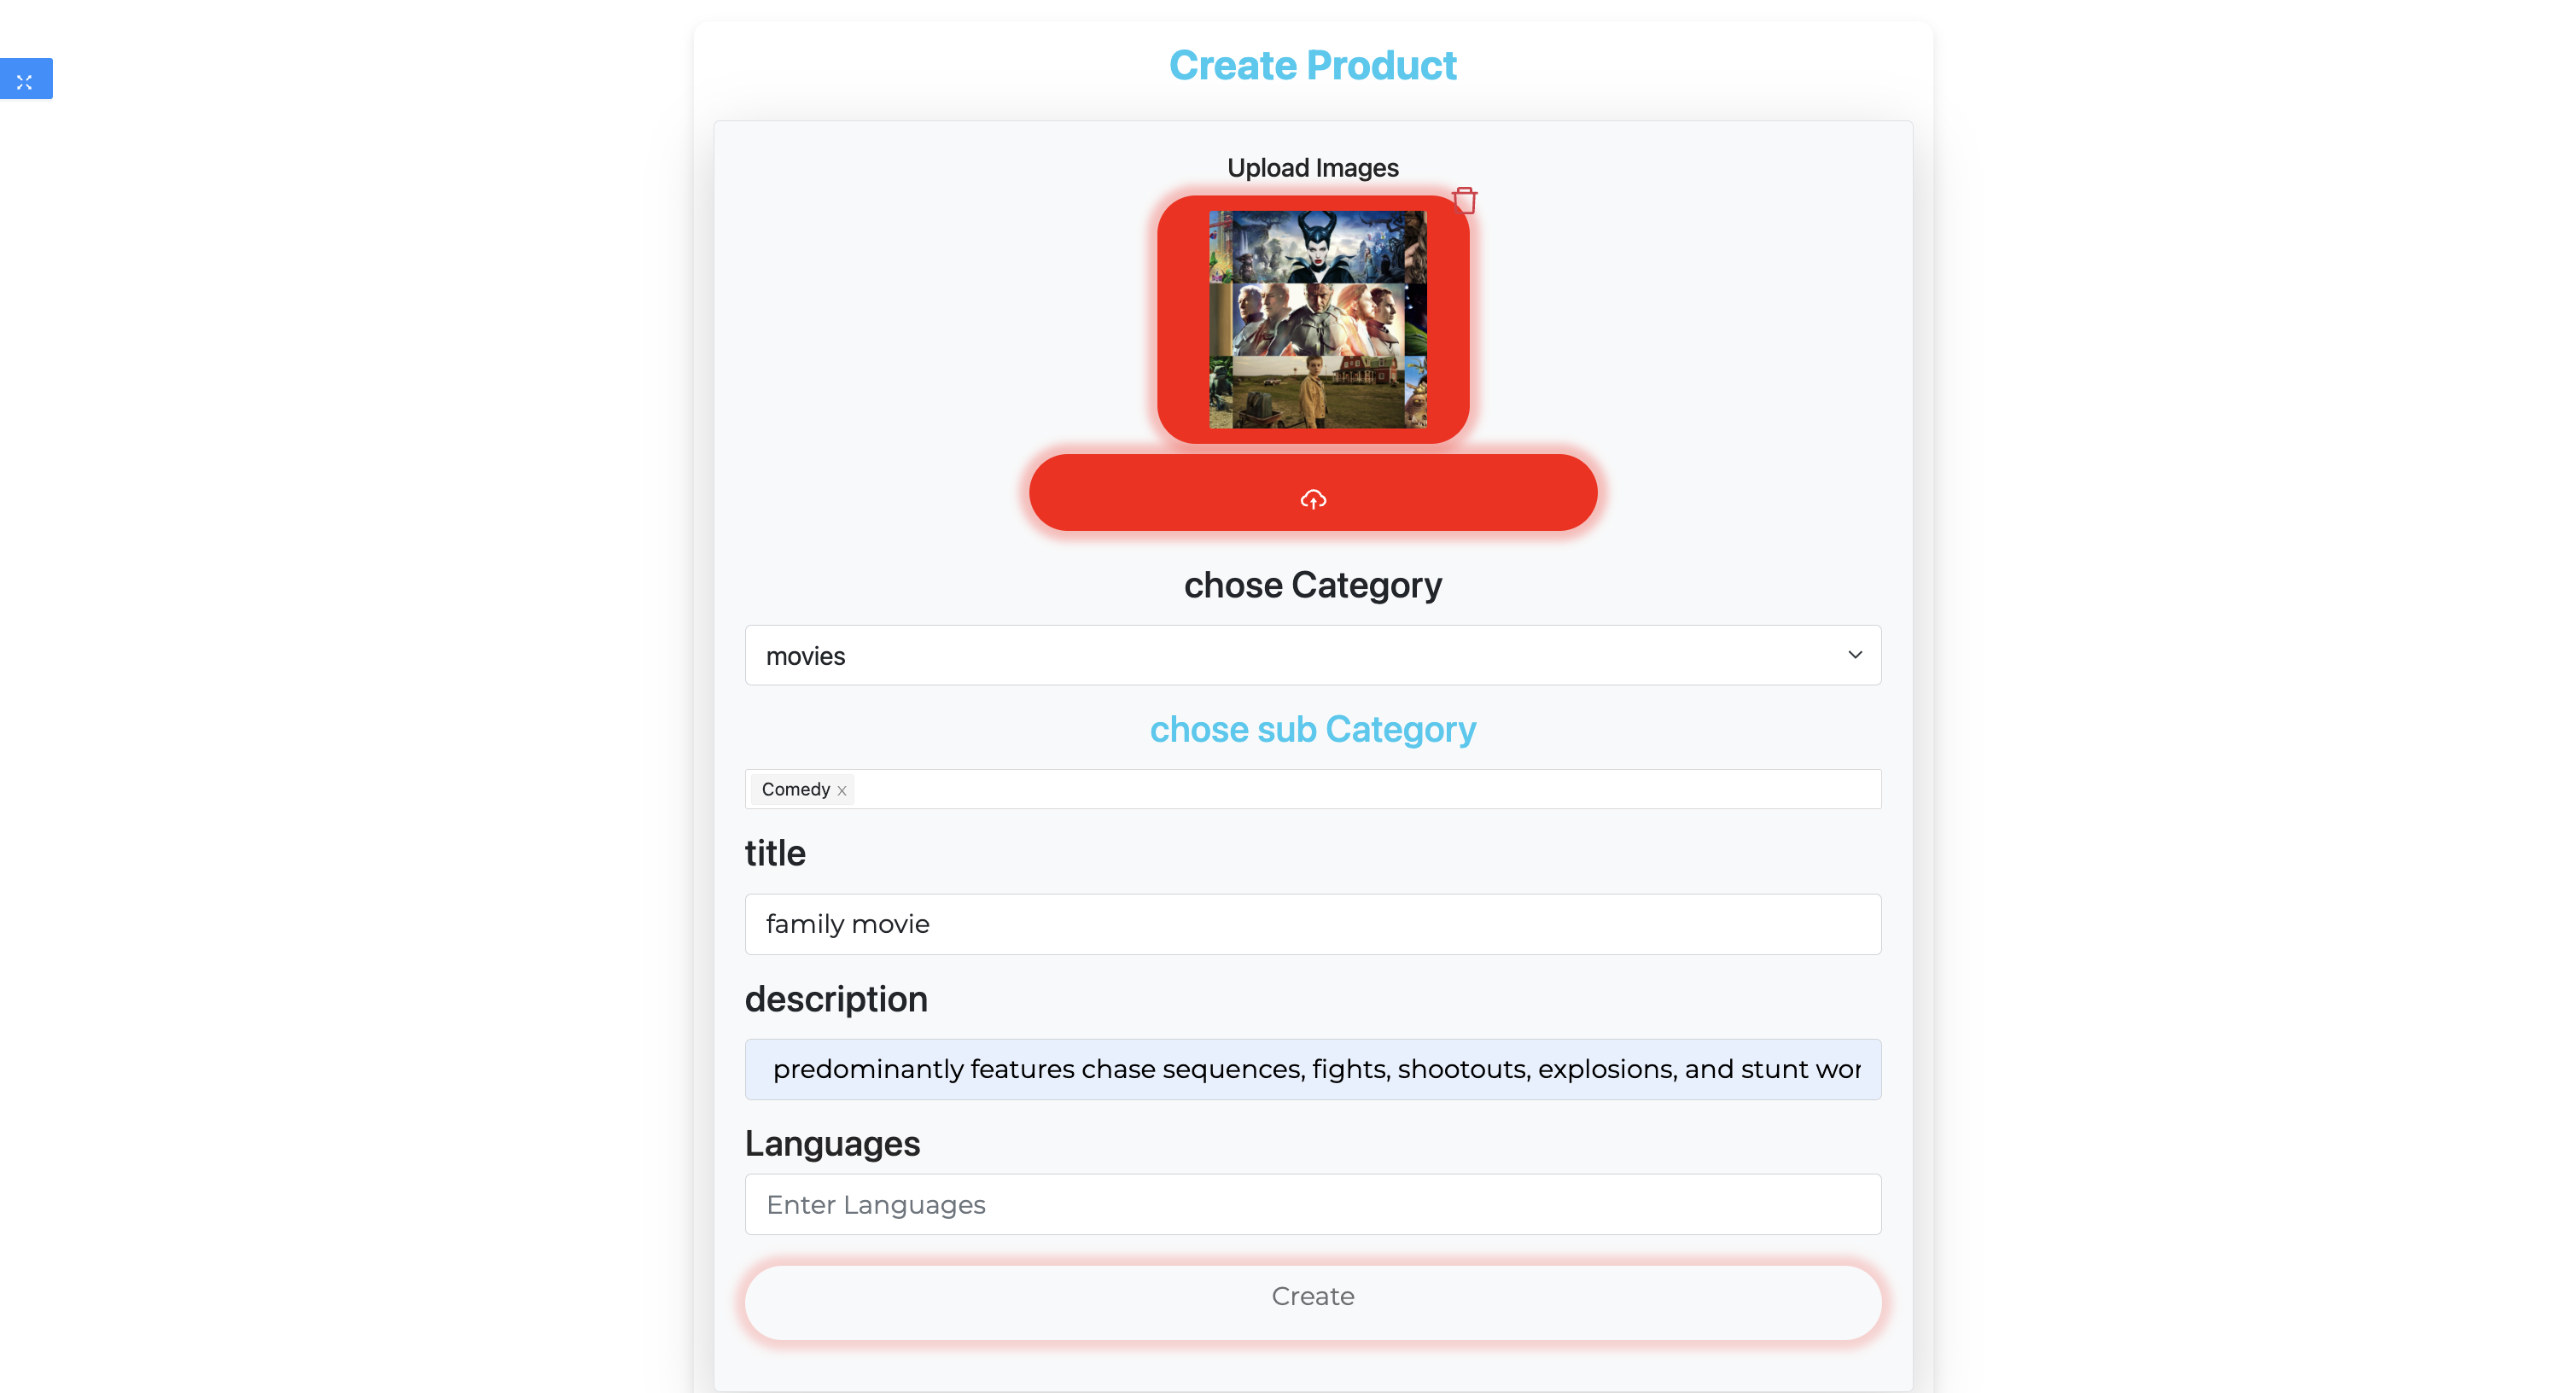 Create Product
Upload Images
chose Category
movies
chose sub Category
Comedy
title
family movie
description
predominantly features chase sequences, fights, shootouts, explosions, and stunt wor
Languages
Enter Languages
Create